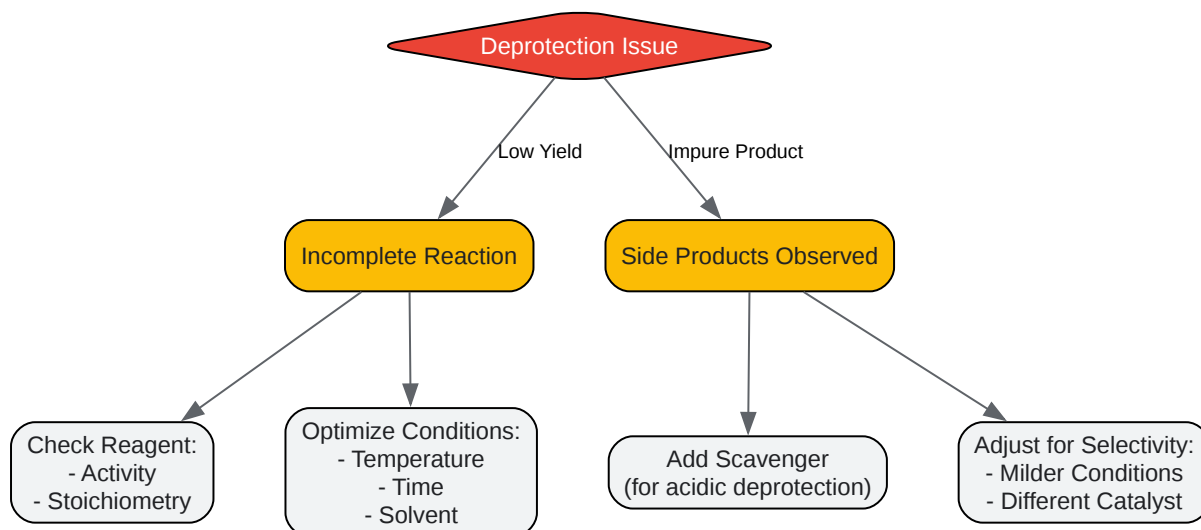 Deprotection Issue
Low Yield
Impure Product
Incomplete Reaction
Side Products Observed
Check Reagent:
- Activity
- Stoichiometry
Optimize Conditions:
- Temperature
- Time
- Solvent
Add Scavenger
(for acidic deprotection)
Adjust for Selectivity:
- Milder Conditions
- Different Catalyst